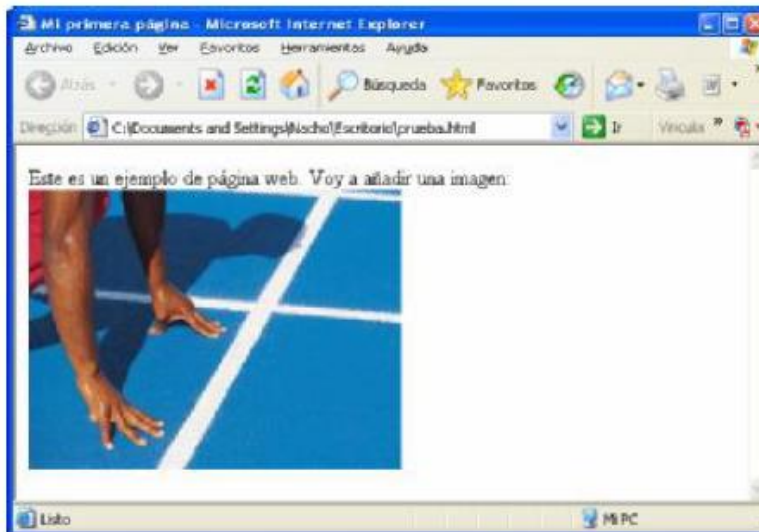 Mi primera página - Microsoft Internet Explorer
Archivo Edición Ver Favoritos Herramientas Ayuda
Atrás Búsqueda Favoritos
Dirección C:\Documents and Settings\Nacho\Escritorio\prueba.html Ir Vínculos »
Este es un ejemplo de página web. Voy a añadir una imagen:
Listo Mi PC